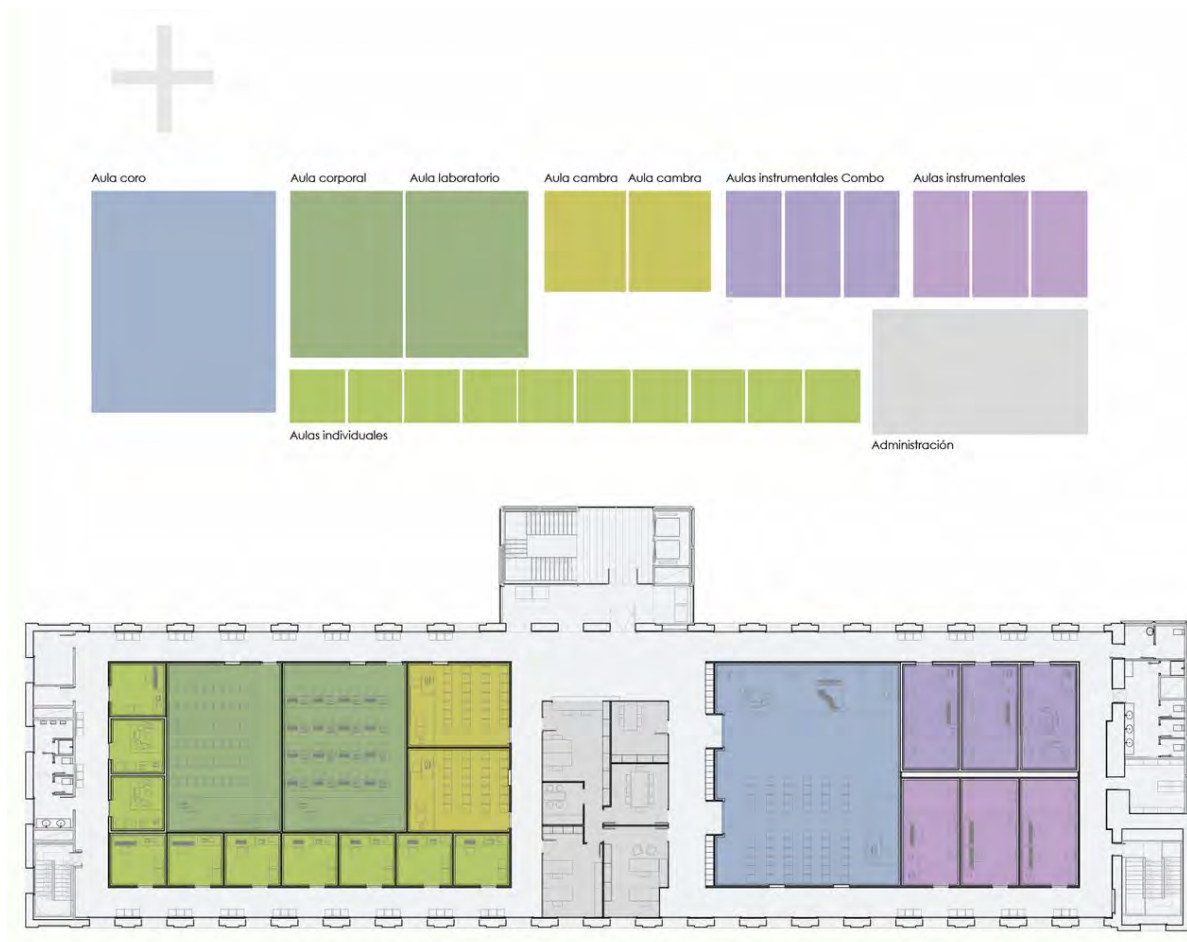 Aula coro
Aula corporal
Aula laboratorio
Aula cambra
Aula cambra
Aulas instrumentales Combo
Aulas instrumentales
Aulas individuales
Administración